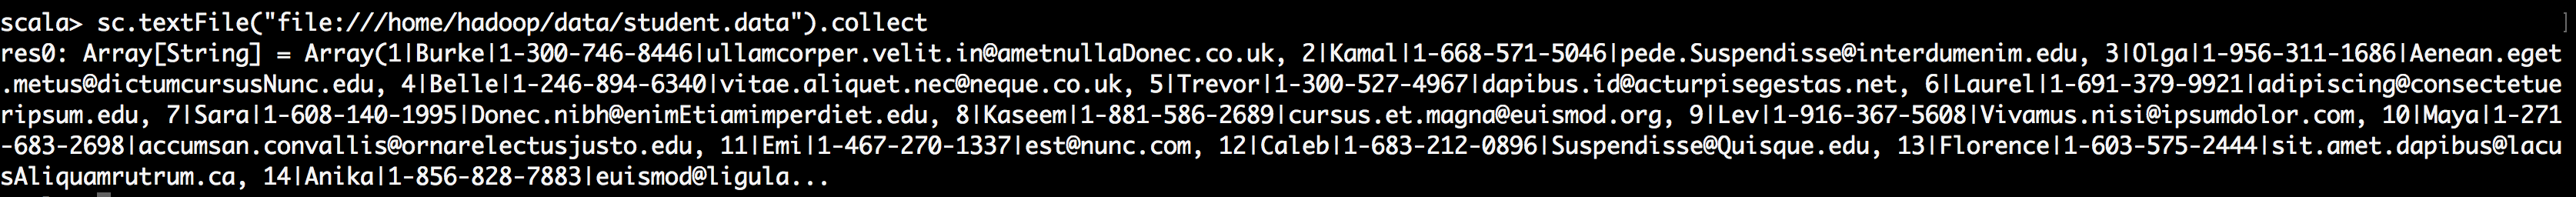 scala> sc.textFile("file:///home/hadoop/data/student.data").collect
res0: Array[String] = Array(1|Burke|1-300-746-8446|ullamcorper.velit.in@ametnullaDonec.co.uk, 2|Kamal|1-668-571-5046|pede.Suspendisse@interdumenim.edu, 3|Olga|1-956-311-1686|Aenean.eget
.metus@dictumcursusNunc.edu, 4|Belle|1-246-894-6340|vitae.aliquet.nec@neque.co.uk, 5|Trevor|1-300-527-4967|dapibus.id@acturpisegestas.net, 6|Laurel|1-691-379-9921|adipiscing@consectetue
ripsum.edu, 7|Sara|1-608-140-1995|Donec.nibh@enimEtiamimperdiet.edu, 8|Kaseem|1-881-586-2689|cursus.et.magna@euismod.org, 9|Lev|1-916-367-5608|Vivamus.nisi@ipsumdolor.com, 10|Maya|1-271
-683-2698|accumsan.convallis@ornarelectusjusto.edu, 11|Emi|1-467-270-1337|est@nunc.com, 12|Caleb|1-683-212-0896|Suspendisse@Quisque.edu, 13|Florence|1-603-575-2444|sit.amet.dapibus@lacu
sAliquamrutrum.ca, 14|Anika|1-856-828-7883|euismod@ligula...